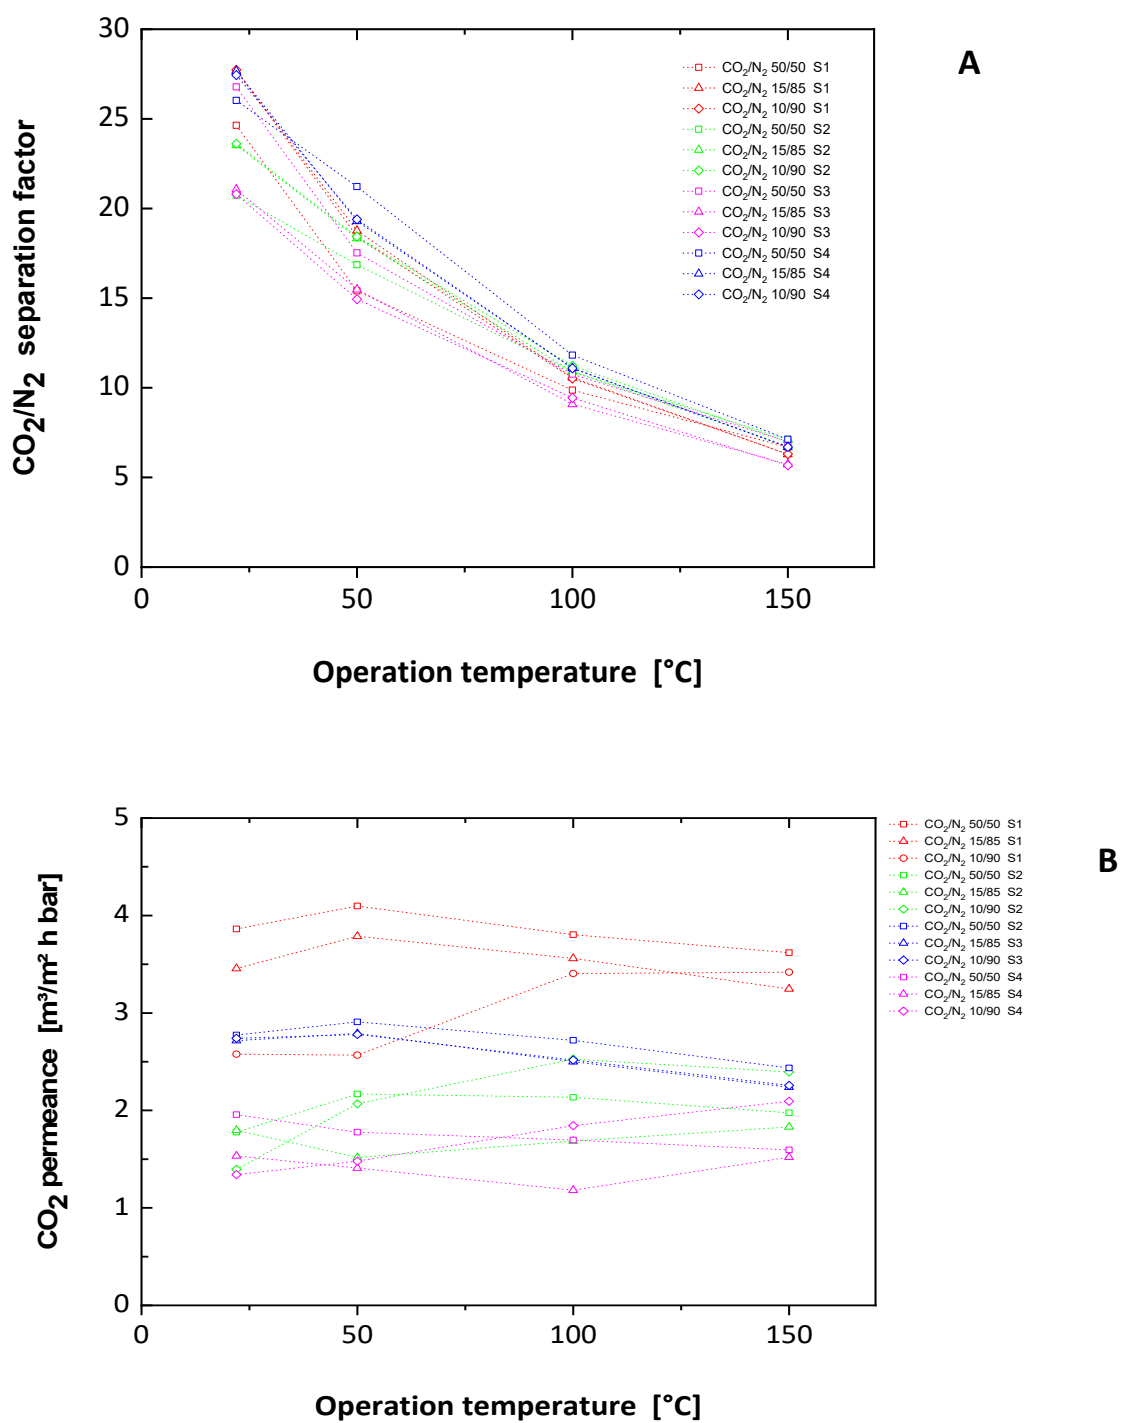 A
30
25
20
15
10
5
0
CO₂/N₂ separation factor
CO₂/N₂ 50/50 S1
CO₂/N₂ 15/85 S1
CO₂/N₂ 10/90 S1
CO₂/N₂ 50/50 S2
CO₂/N₂ 15/85 S2
CO₂/N₂ 10/90 S2
CO₂/N₂ 50/50 S3
CO₂/N₂ 15/85 S3
CO₂/N₂ 10/90 S3
CO₂/N₂ 50/50 S4
CO₂/N₂ 15/85 S4
CO₂/N₂ 10/90 S4
0 50 100 150
Operation temperature [°C]
B
5
4
3
2
1
0
CO₂ permeance [m³/m² h bar]
CO₂/N₂ 50/50 S1
CO₂/N₂ 15/85 S1
CO₂/N₂ 10/90 S1
CO₂/N₂ 50/50 S2
CO₂/N₂ 15/85 S2
CO₂/N₂ 10/90 S2
CO₂/N₂ 50/50 S2
CO₂/N₂ 15/85 S3
CO₂/N₂ 10/90 S3
CO₂/N₂ 50/50 S4
CO₂/N₂ 15/85 S4
CO₂/N₂ 10/90 S4
0 50 100 150
Operation temperature [°C]